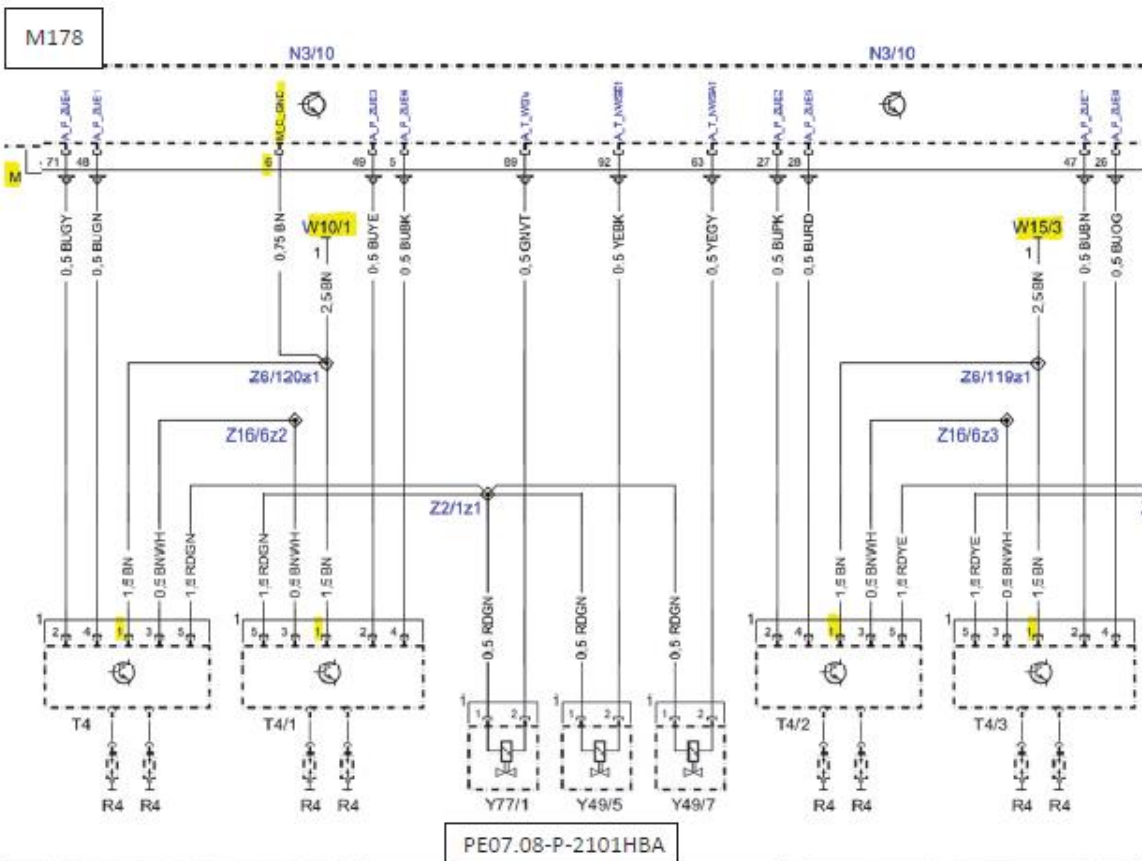 M178
N3/10 N3/10
M_C_GND
71 48 6 49 5 89 92 63 27 28 47 26
M
W10/1 W15/3
1 1
0,5 BUGY 0,5 BUGN 0,75 BN 2,5 BN 0,5 BUYE 0,5 BUBK 0,5 GNVT 0,5 YEBK 0,5 YEGY 0,5 BUPK 0,5 BURD 2,5 BN 0,5 BUBN 0,5 BUOG
Z6/120z1 Z6/119z1
Z16/6z2 Z16/6z3
Z2/1z1
1,5 BN 0,5 BNWH 1,5 RDGN 1,5 RDGN 0,5 BNWH 1,5 BN 1,5 BN 0,5 BNWH 1,5 RDYE 1,5 RDYE 0,5 BNWH 1,5 BN
0,5 RDGN 0,5 RDGN 0,5 RDGN
1 1 1 1
2 4 1 3 5 5 3 1 2 4 2 4 1 3 5 5 3 1 2 4
1 1 1
1 2 1 2 1 2
T4 T4/1 T4/2 T4/3
R4 R4 R4 R4 Y77/1 Y49/5 Y49/7 R4 R4 R4 R4
PE07.08-P-2101HBA